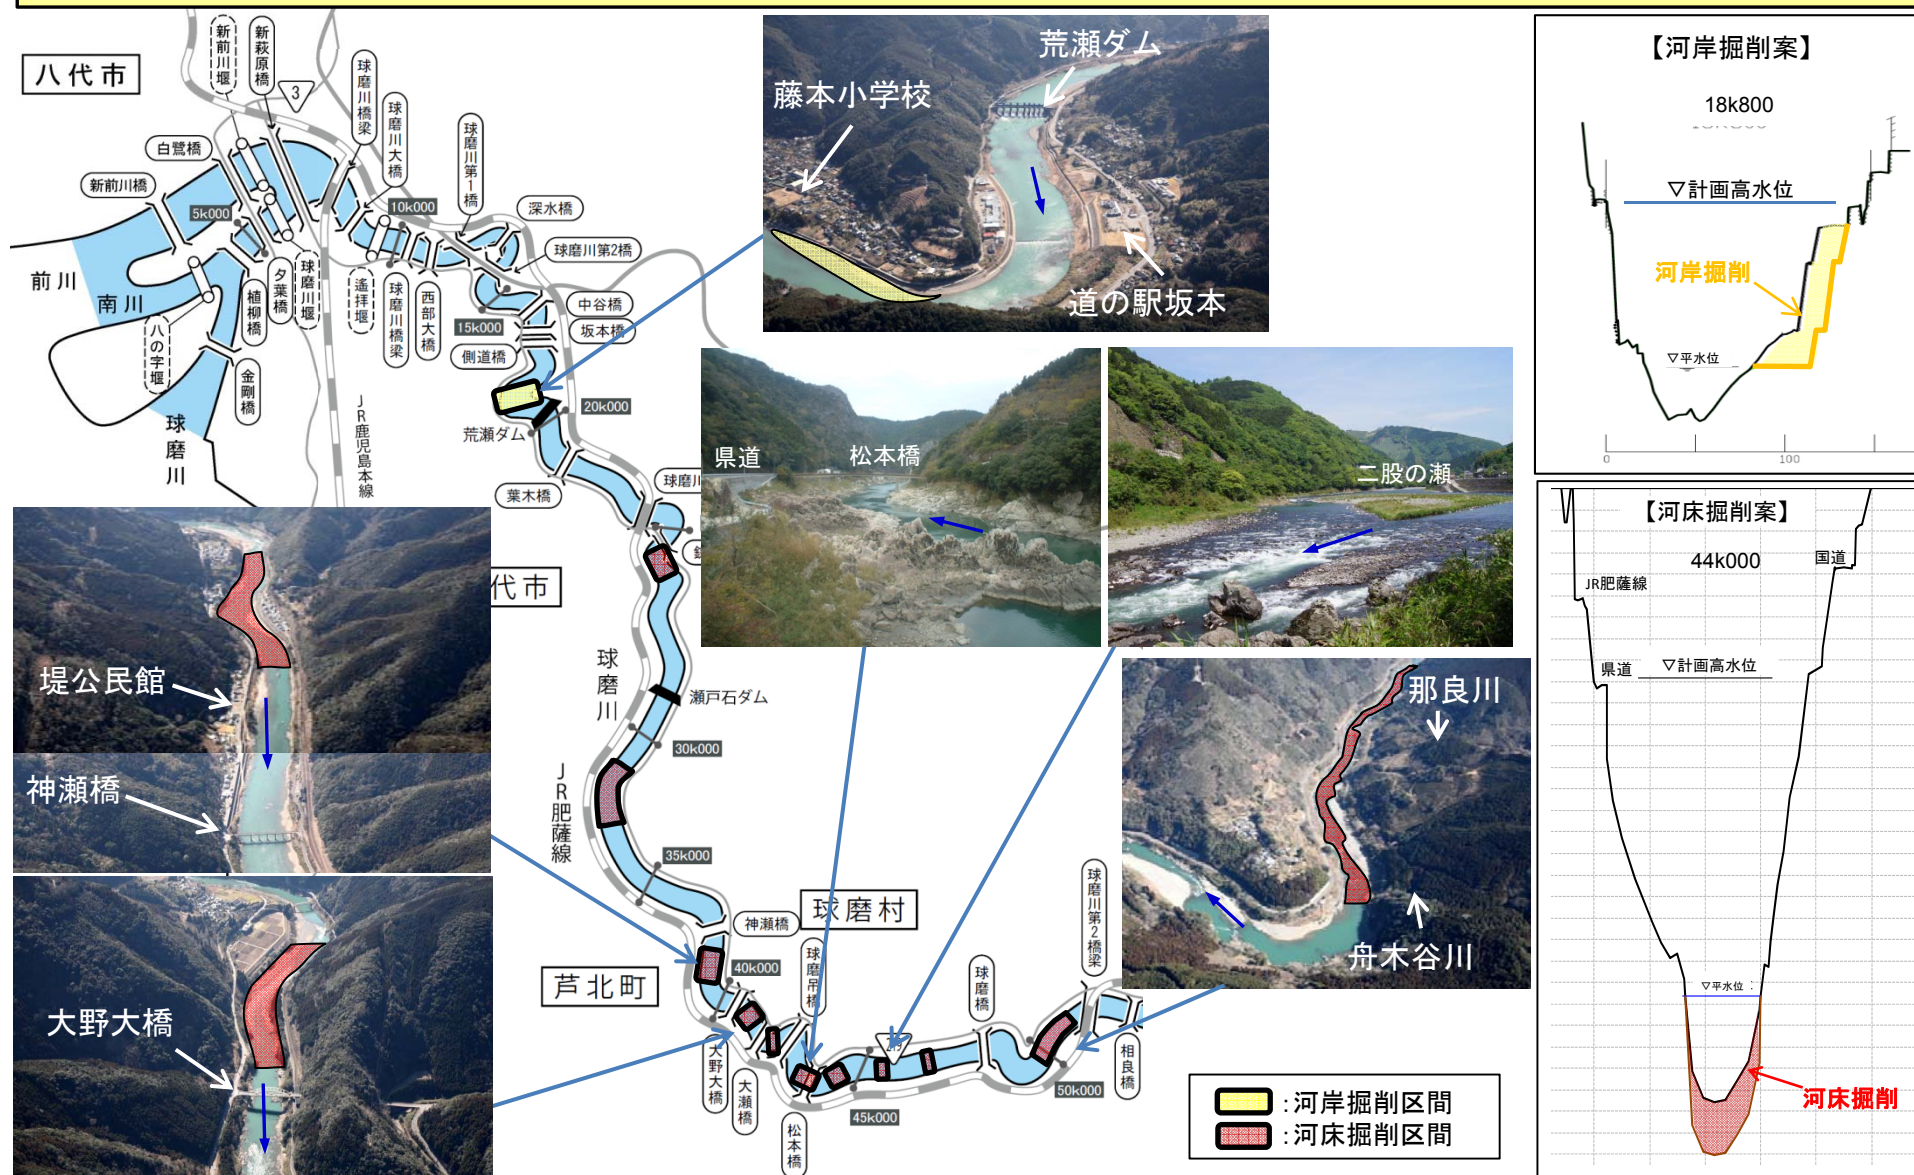 八代市
新前川堰
新萩原橋
3
球磨川橋梁
球磨川大橋
球磨川第1橋
白鷺橋
新前川橋
5k000
10k000
深水橋
球磨川第2橋
前川
南川
植柳橋
夕葉橋
球磨川堰
遙拝堰
球磨川橋梁
西部大橋
中谷橋
坂本橋
15k000
側道橋
八の字堰
金剛橋
球磨川
JR鹿児島本線
20k000
荒瀬ダム
葉木橋
球磨川
代市
球磨川
瀬戸石ダム
30k000
JR肥薩線
35k000
神瀬橋
球磨村
芦北町
40k000
球磨吊橋
球磨橋
球磨川第2橋梁
大野大橋
大瀬橋
松本橋
45k000
50k000
相良橋
荒瀬ダム
藤本小学校
道の駅坂本
県道
松本橋
二股の瀬
那良川
舟木谷川
堤公民館
神瀬橋
大野大橋
【河岸掘削案】
18k800
▽計画高水位
河岸掘削
▽平水位
0
100
【河床掘削案】
44k000
国道
JR肥薩線
県道
▽計画高水位
▽平水位
河床掘削
:河岸掘削区間
:河床掘削区間